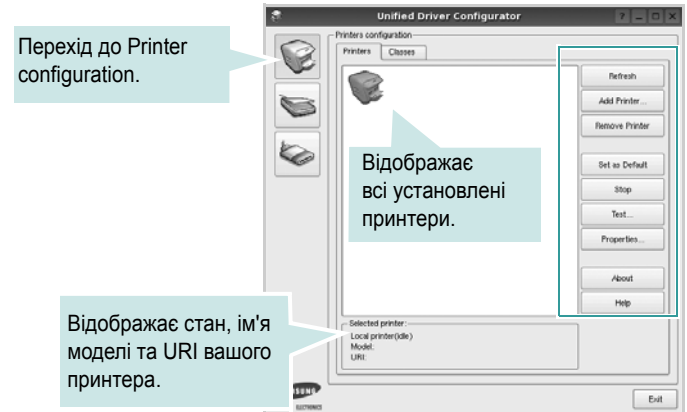 Unified Driver Configurator
Перехід до Printer
configuration.
Printers configuration
Printers
Classes
Refresh
Add Printer...
Remove Printer
Set as Default
Stop
Test...
Properties...
About
Help
Відображає
всі установлені
принтери.
Selected printer:
Local printer(idle)
Model:
URI:
Відображає стан, ім'я
моделі та URI вашого
принтера.
ELECTRONICS
Exit